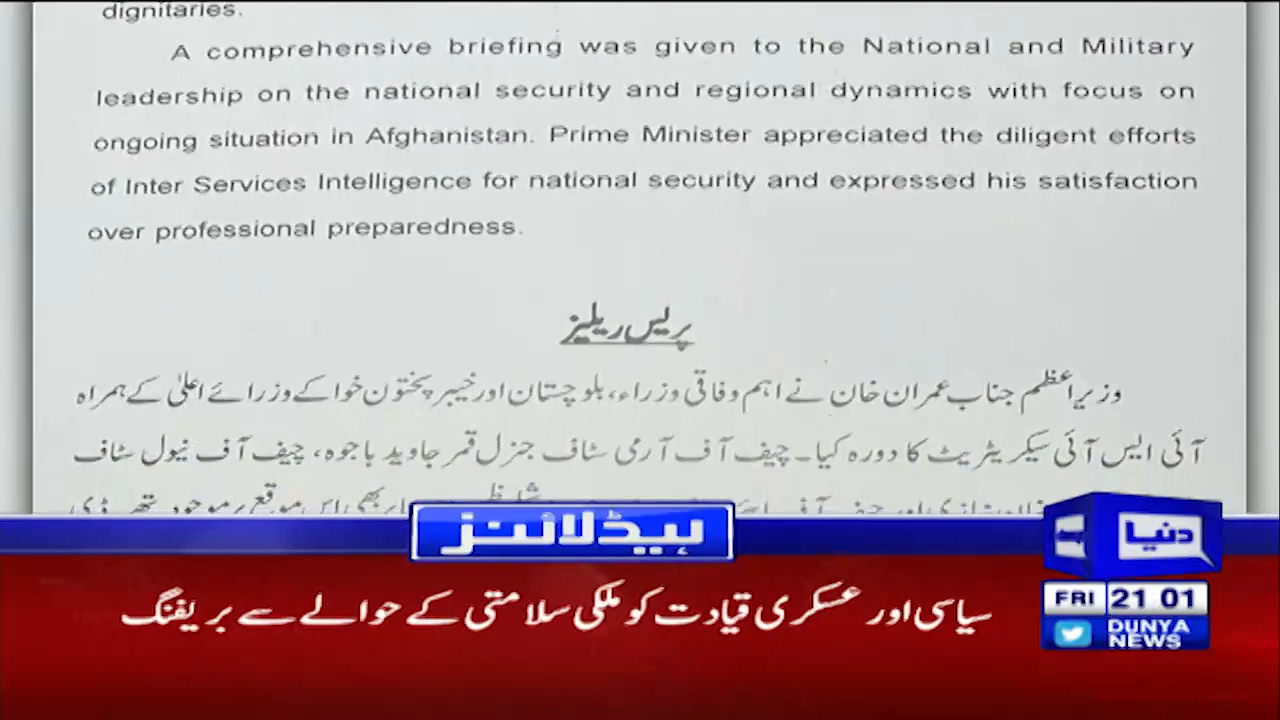 dignitaries.
A comprehensive briefing was given to the National and Military
leadership on the national security and regional dynamics with focus on
ongoing situation in Afghanistan. Prime Minister appreciated the diligent efforts
of Inter Services Intelligence for national security and expressed his satisfaction
over professional preparedness.
پریس ریلیز
وزیراعظم جناب عمران خان نے اہم وفاقی وزراء، بلوچستان اور خیبر پختون خوا کے وزرائے اعلیٰ کے ہمراہ
آئی ایس آئی سیکریٹریٹ کا دورہ کیا۔ چیف آف آرمی سٹاف جنرل قمر جاوید باجوہ، چیف آف نیول سٹاف
ہیڈلائنز
دنیا
سیاسی اور عسکری قیادت کو ملکی سلامتی کے حوالے سے بریفنگ
FRI 21 01
DUNYA
NEWS